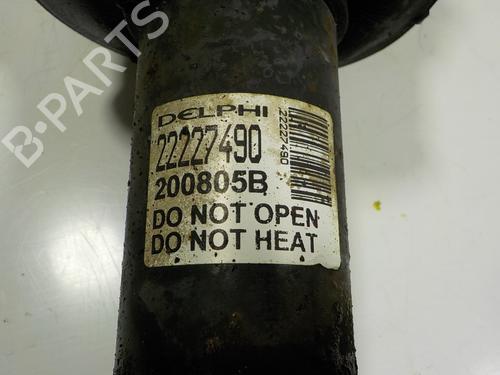 DELPHI
22227490
200805B
DO NOT OPEN
DO NOT HEAT
22227490
B-PARTS